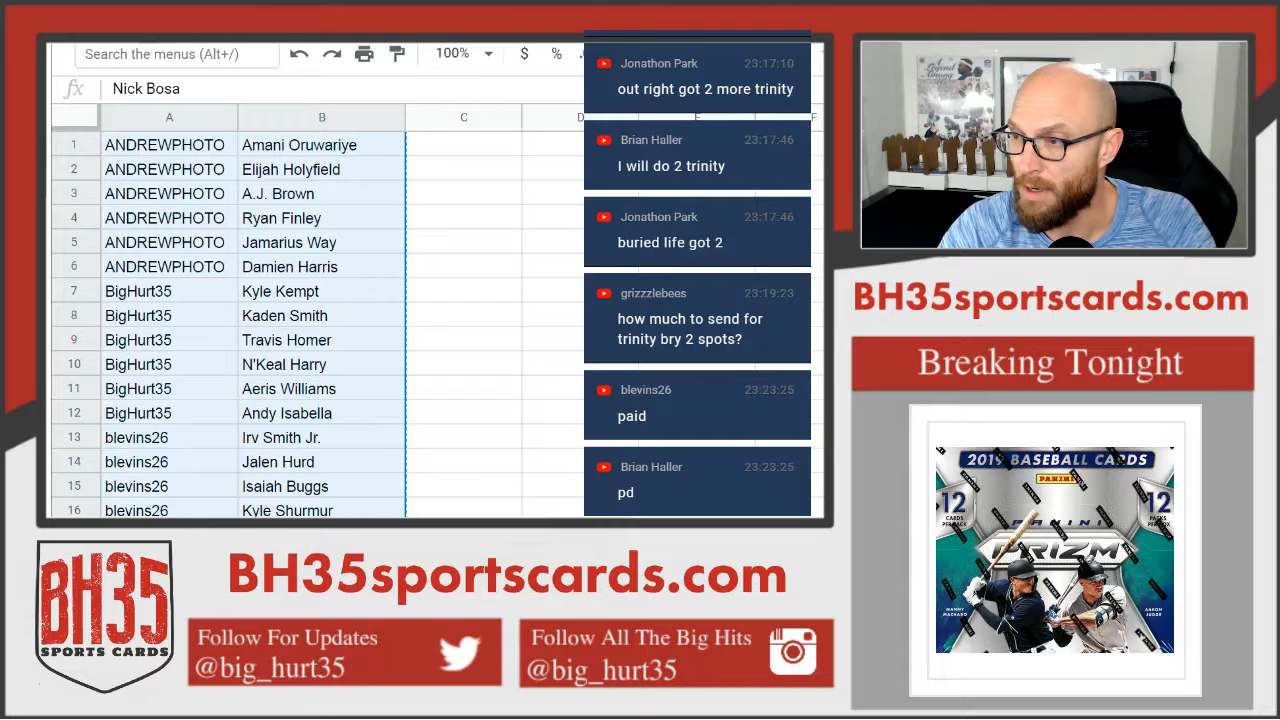 Search the menus (Alt+/)
100%
$
%
fx
Nick Bosa
A
B
C
D
E
F
1 ANDREWPHOTO Amani Oruwariye
2 ANDREWPHOTO Elijah Holyfield
3 ANDREWPHOTO A.J. Brown
4 ANDREWPHOTO Ryan Finley
5 ANDREWPHOTO Jamarius Way
6 ANDREWPHOTO Damien Harris
7 BigHurt35 Kyle Kempt
8 BigHurt35 Kaden Smith
9 BigHurt35 Travis Homer
10 BigHurt35 N'Keal Harry
11 BigHurt35 Aeris Williams
12 BigHurt35 Andy Isabella
13 blevins26 Irv Smith Jr.
14 blevins26 Jalen Hurd
15 blevins26 Isaiah Buggs
16 blevins26 Kyle Shurmur
Jonathon Park 23:17:10
out right got 2 more trinity
Brian Haller 23:17:46
I will do 2 trinity
Jonathon Park 23:17:46
buried life got 2
grizzzlebees 23:19:23
how much to send for
trinity bry 2 spots?
blevins26 23:23:25
paid
Brian Haller 23:23:25
pd
BH35sportscards.com
Breaking Tonight
2019 BASEBALL CARDS
PANINI
12
CARDS
PER PACK
12
PACKS
PER BOX
PANINI
PRIZM
MANNY
MACHADO
AARON
JUDGE
BH35
SPORTS CARDS
BH35sportscards.com
Follow For Updates
@big_hurt35
Follow All The Big Hits
@big_hurt35